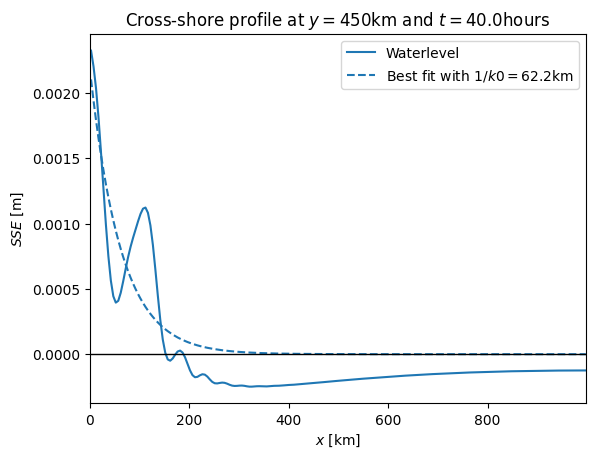 Cross-shore profile at y = 450km and t = 40.0hours
Waterlevel
Best fit with 1/k0 = 62.2km
SSE [m]
0.0020
0.0015
0.0010
0.0005
0.0000
0
200
400
600
800
x [km]